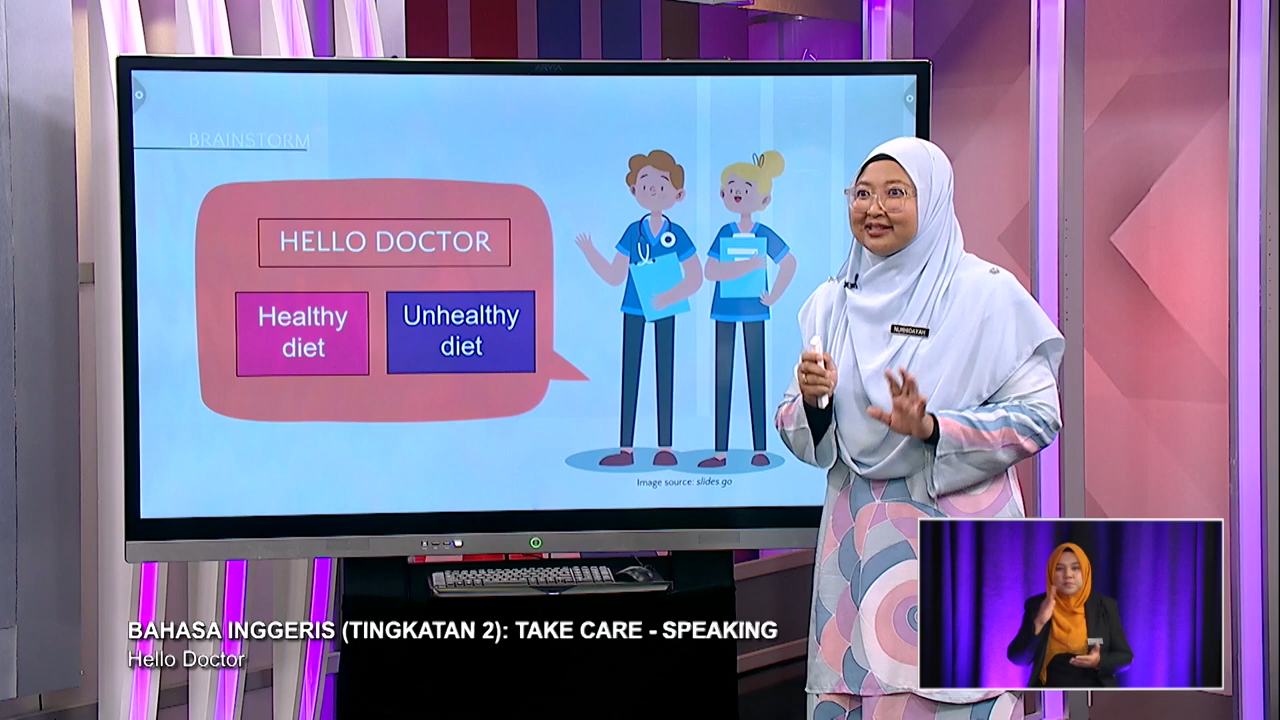 BRAINSTORM
HELLO DOCTOR
Healthy
diet
Unhealthy
diet
Image source: slides.go
NURHIDAYAH
BAHASA INGGERIS (TINGKATAN 2): TAKE CARE - SPEAKING
Hello Doctor